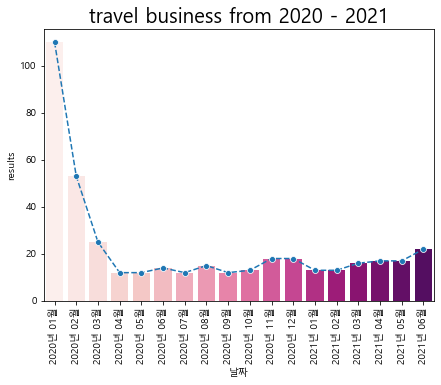 travel business from 2020 - 2021
100
80
60
40
20
0
results
2020년 01월
2020년 02월
2020년 03월
2020년 04월
2020년 05월
2020년 06월
2020년 07월
2020년 08월
2020년 09월
2020년 10월
2020년 11월
2020년 12월
2021년 01월
2021년 02월
2021년 03월
2021년 04월
2021년 05월
2021년 06월
날짜